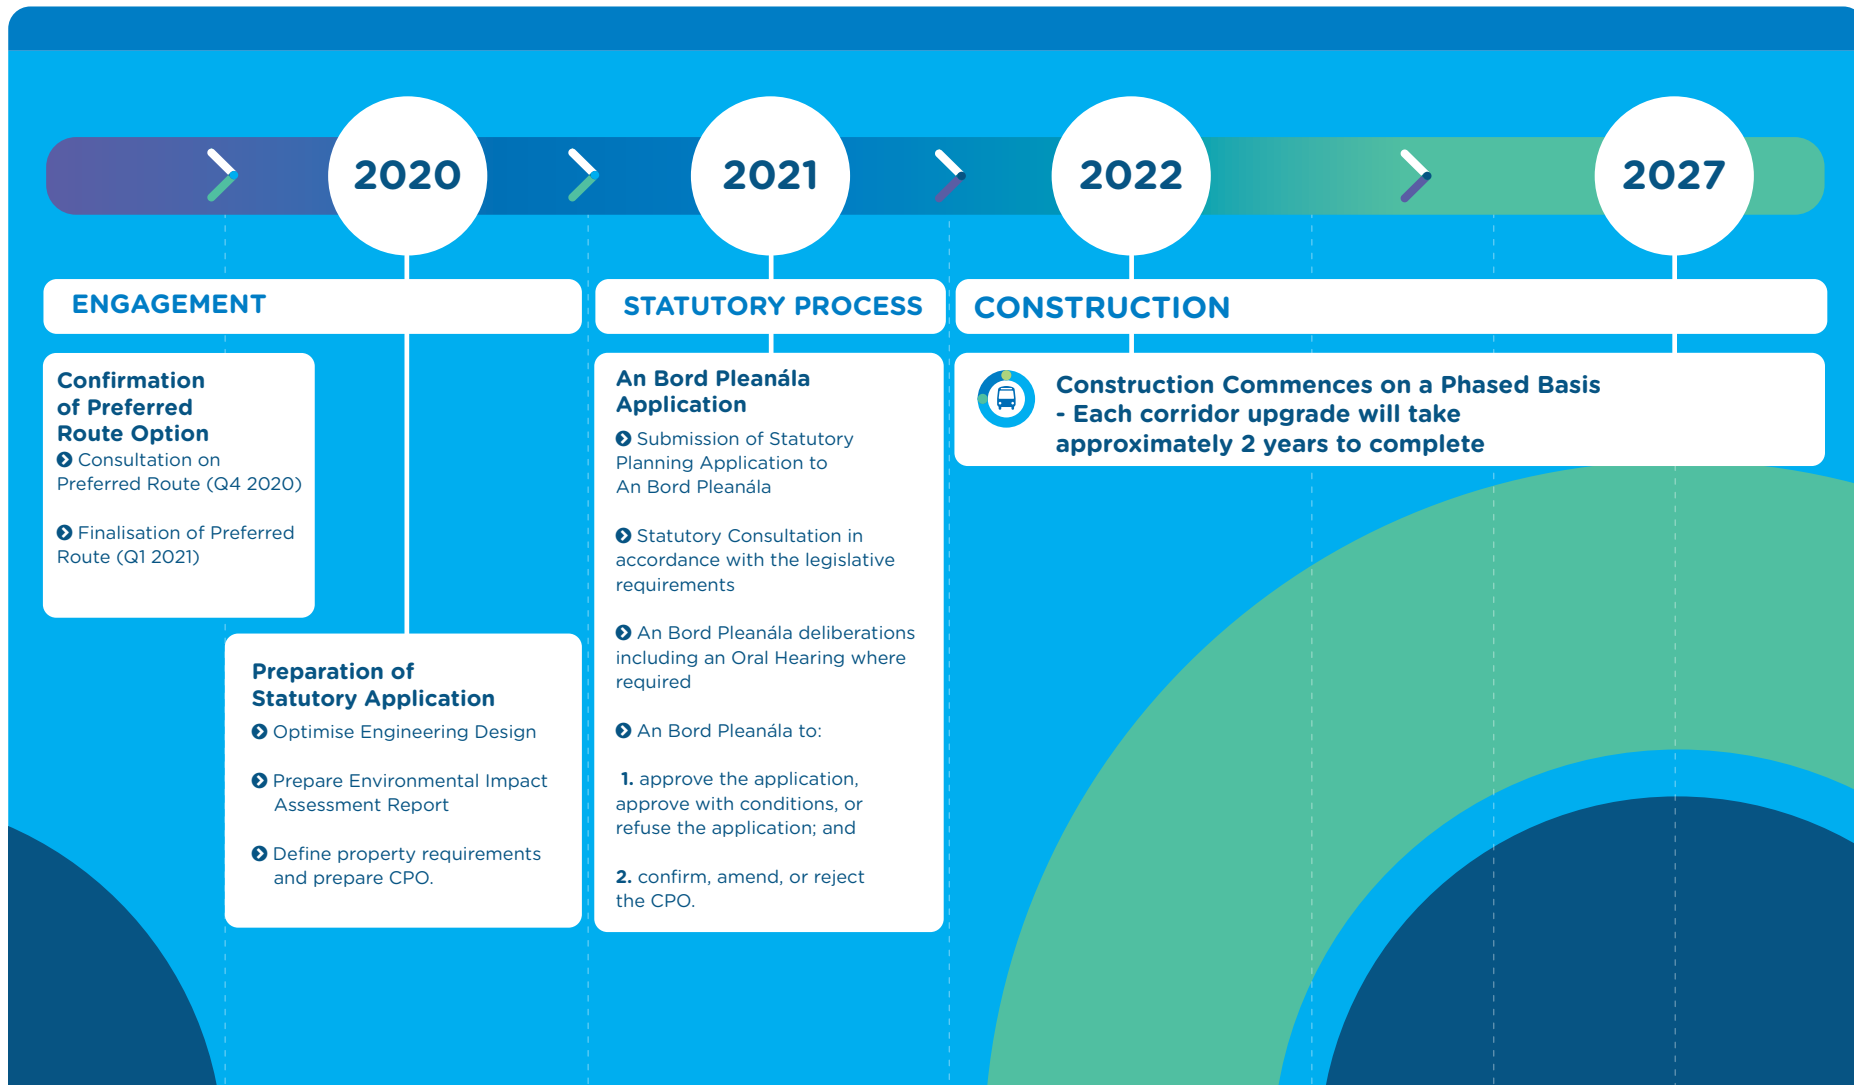 2020
2021
2022
2027
ENGAGEMENT
STATUTORY PROCESS
CONSTRUCTION
Confirmation
of Preferred
Route Option
Consultation on
Preferred Route (Q4 2020)
Finalisation of Preferred
Route (Q1 2021)
Preparation of
Statutory Application
Optimise Engineering Design
Prepare Environmental Impact
Assessment Report
Define property requirements
and prepare CPO.
An Bord Pleanála
Application
Submission of Statutory
Planning Application to
An Bord Pleanála
Statutory Consultation in
accordance with the legislative
requirements
An Bord Pleanála deliberations
including an Oral Hearing where
required
An Bord Pleanála to:
1. approve the application,
approve with conditions, or
refuse the application; and
2. confirm, amend, or reject
the CPO.
Construction Commences on a Phased Basis
- Each corridor upgrade will take
approximately 2 years to complete